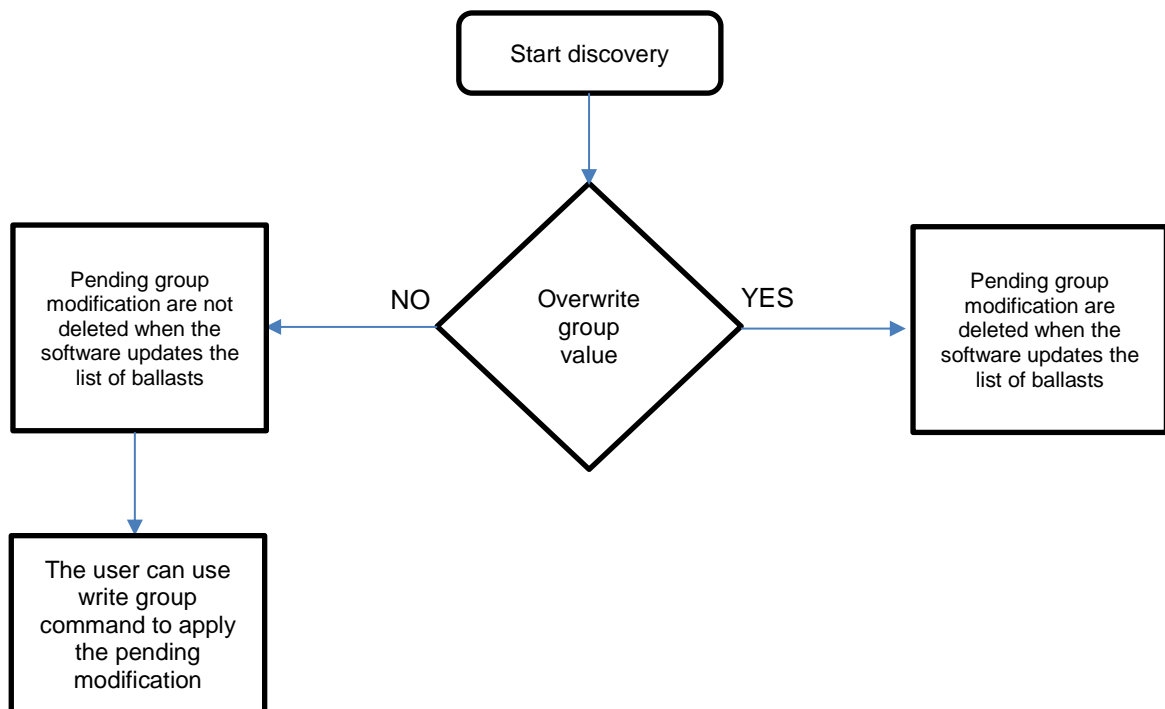 Start discovery
Pending group
modification are not
deleted when the
software updates the
list of ballasts
NO
Overwrite
group
value
YES
Pending group
modification are
deleted when the
software updates the
list of ballasts
The user can use
write group
command to apply
the pending
modification